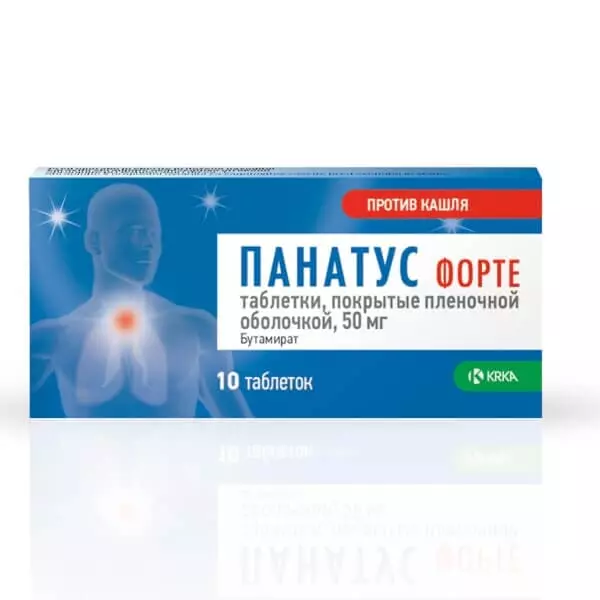 ПРОТИВ КАШЛЯ
ПАНАТУС ФОРТЕ
таблетки, покрытые пленочной
оболочкой, 50 мг
Бутамират
10 таблеток
KRKA